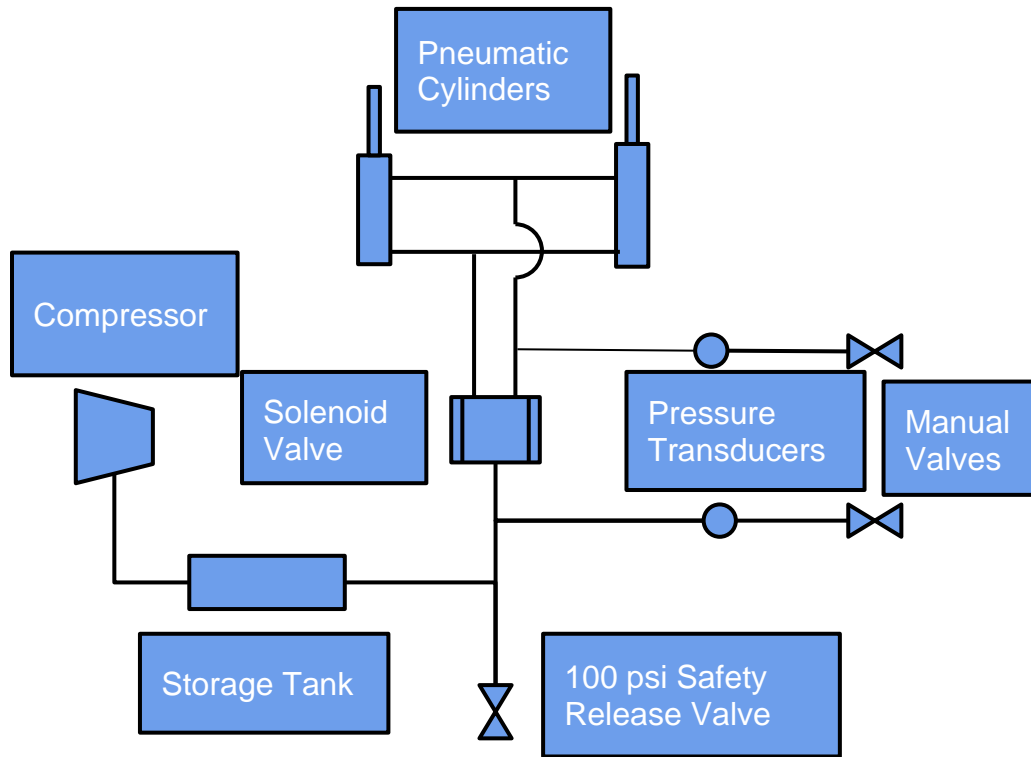 Pneumatic
Cylinders
Compressor
Solenoid
Valve
Pressure
Transducers
Manual
Valves
Storage Tank
100 psi Safety
Release Valve